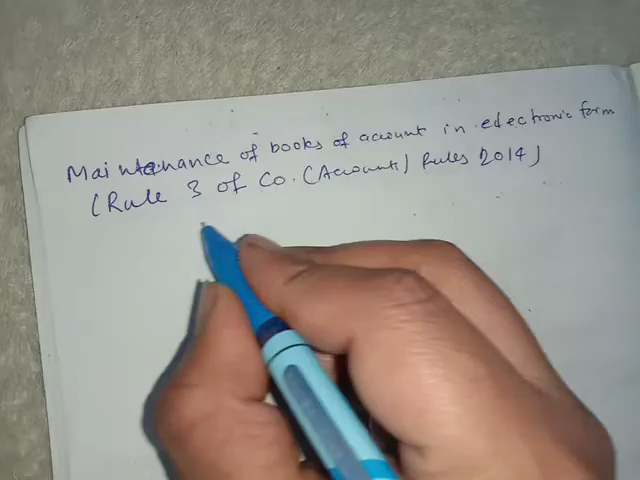 Maintenance of books of account in electronic form
(Rule 3 of Co. (Accounts) Rules 2014)